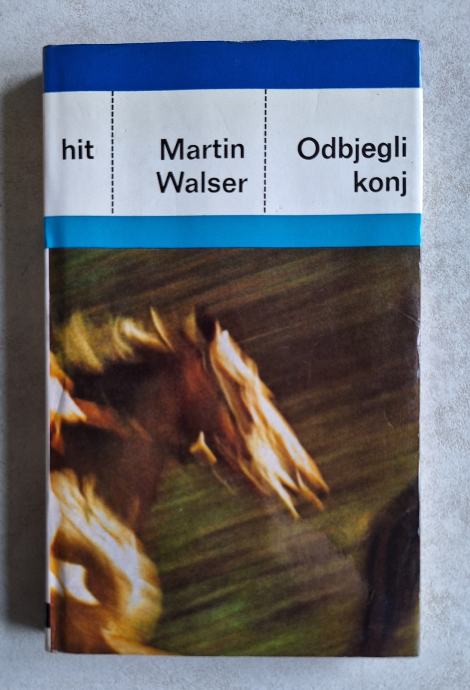 hit
Martin
Walser
Odbjegli
konj